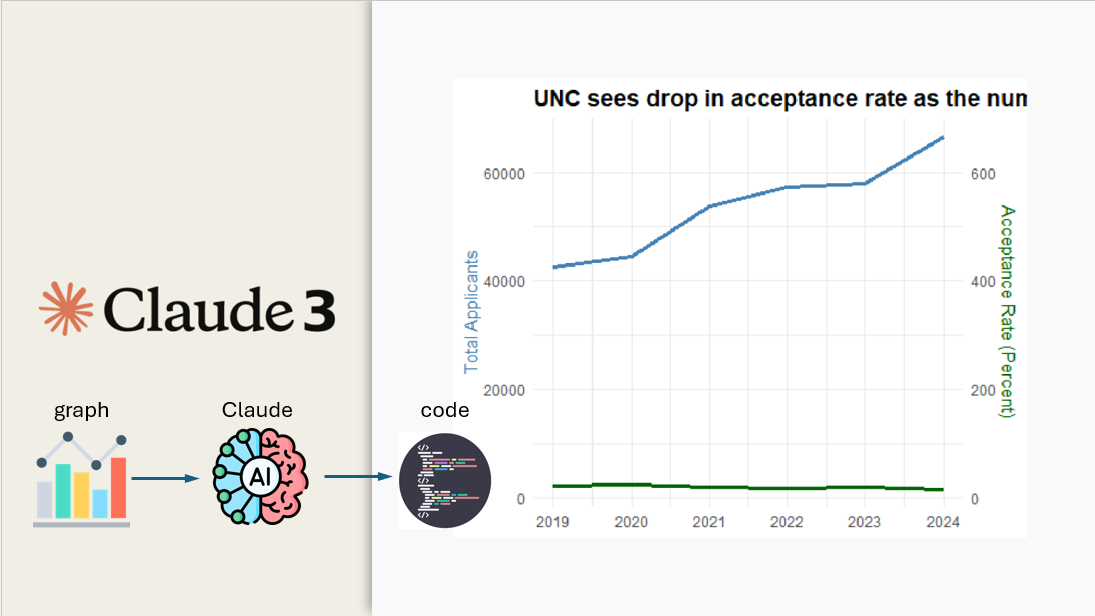 Claude 3
graph
Claude
code
AI
</>
</>
</>
</>
UNC sees drop in acceptance rate as the num
Total Applicants
60000
40000
20000
0
2019 2020 2021 2022 2023 2024
600
400
200
0
Acceptance Rate (Percent)